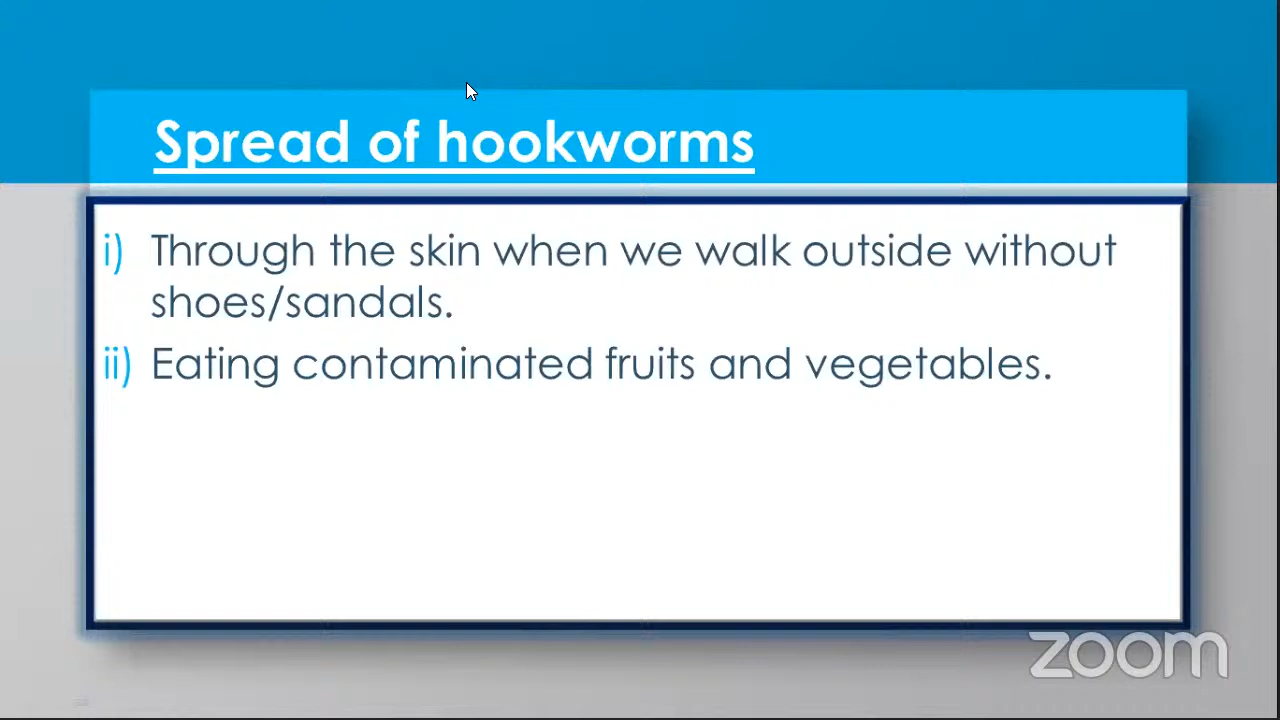 Spread of hookworms
i) Through the skin when we walk outside without
shoes/sandals.
ii) Eating contaminated fruits and vegetables.
zoom